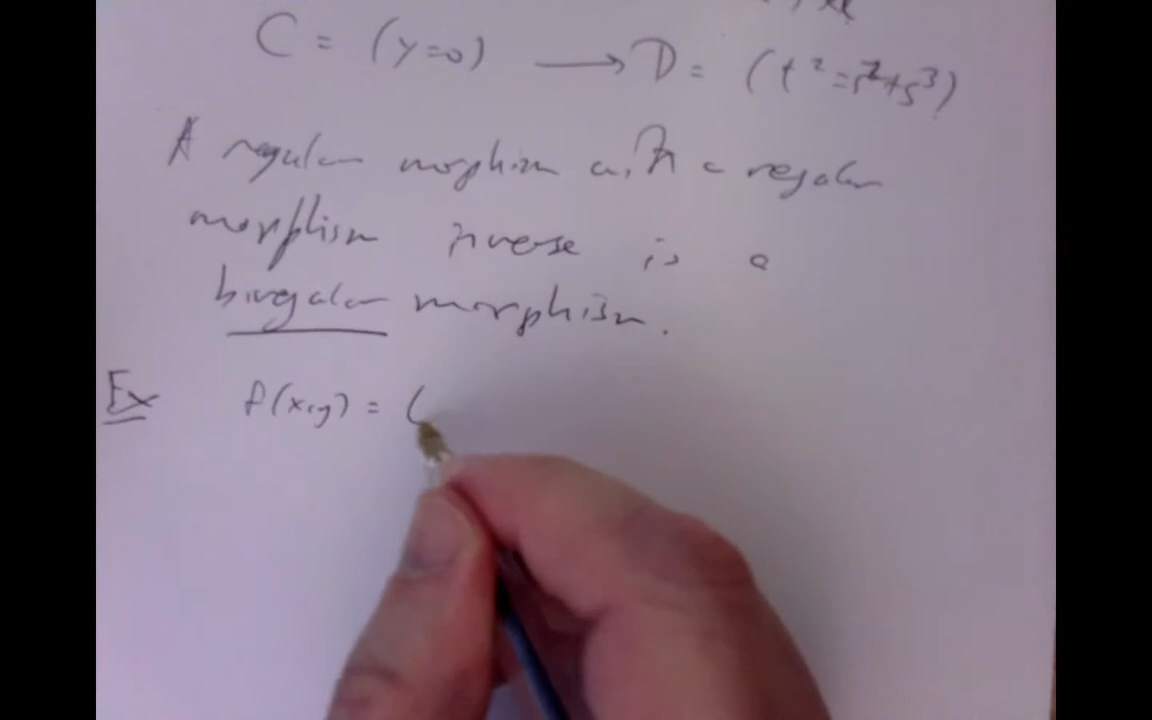 C = (y=0) ⟶ D = (t² = s²+s³)
A regular morphism with a regular
morphism inverse is a
biregular morphism.
Ex f(x,y) = (